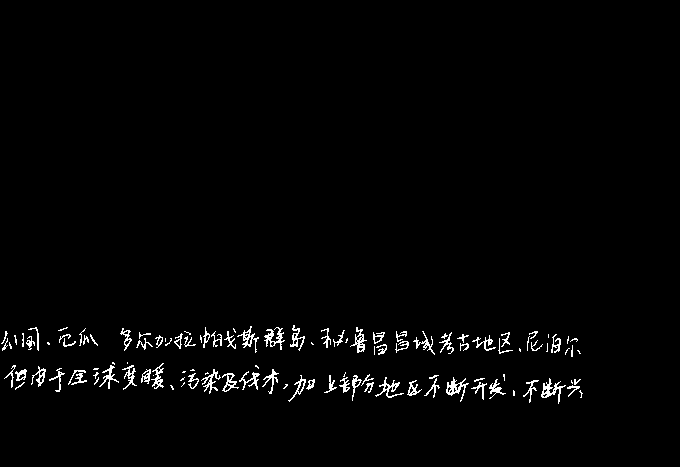 公国、厄瓜 多尔加拉帕戈斯群岛、秘鲁昌昌城考古地区、尼泊尔
但由于全球变暖、污染及伐木,加上部分地区不断开发,不断兴